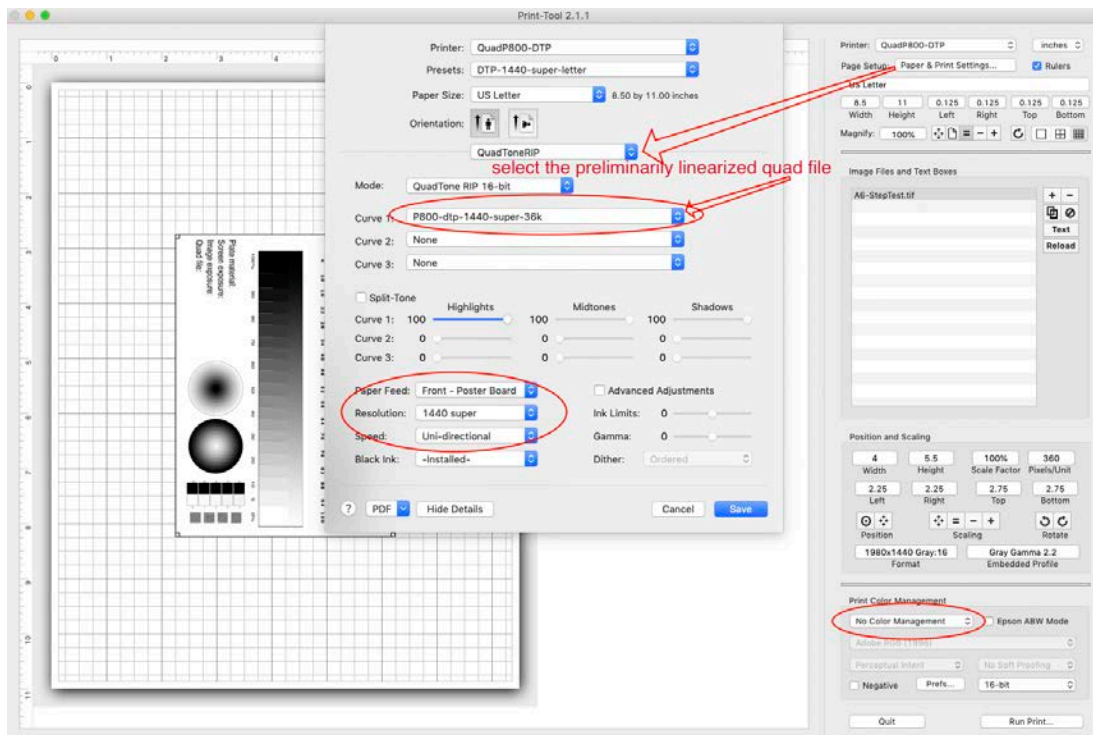 Print-Tool 2.1.1
Printer: QuadP800-DTP
Presets: DTP-1440-super-letter
Paper Size: US Letter 8.50 by 11.00 inches
Orientation:
QuadToneRIP
select the preliminarily linearized quad file
Mode: QuadTone RIP 16-bit
Curve 1: P800-dtp-1440-super-36k
Curve 2: None
Curve 3: None
Split-Tone
Highlights Midtones Shadows
Curve 1: 100 100 100
Curve 2: 0 0 0
Curve 3: 0 0 0
Paper Feed: Front - Poster Board Advanced Adjustments
Resolution: 1440 super Ink Limits: 0
Speed: Uni-directional Gamma: 0
Black Ink: -Installed- Dither: Ordered
? PDF Hide Details Cancel Save
Plate material:
Screen exposure:
Image exposure:
Quad file:
Printer: QuadP800-DTP inches
Page Setup: Paper & Print Settings... Rulers
US Letter
8.5 11 0.125 0.125 0.125 0.125
Width Height Left Right Top Bottom
Magnify: 100%
Image Files and Text Boxes
A6-StepTest.tif
Text
Reload
Position and Scaling
4 5.5 100% 360
Width Height Scale Factor Pixels/Unit
2.25 2.25 2.75 2.75
Left Right Top Bottom
Position Scaling Rotate
1980x1440 Gray:16 Gray Gamma 2.2
Format Embedded Profile
Print Color Management
No Color Management Epson ABW Mode
Adobe RGB (1998)
Perceptual Intent No Soft Proofing
Negative Prefs... 16-bit
Quit Run Print...